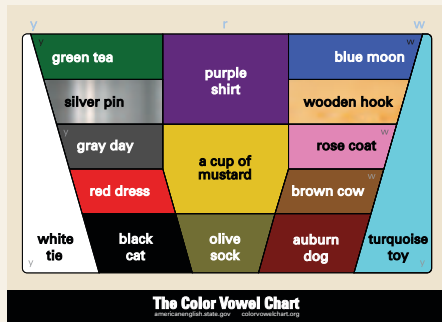 y r w
y w
green tea
blue moon
purple
shirt
silver pin
wooden hook
y w
gray day
rose coat
a cup of
mustard
w
red dress
brown cow
white
tie
black
cat
olive
sock
auburn
dog
turquoise
toy
y y
The Color Vowel Chart
americanenglish.state.gov colorvowelchart.org